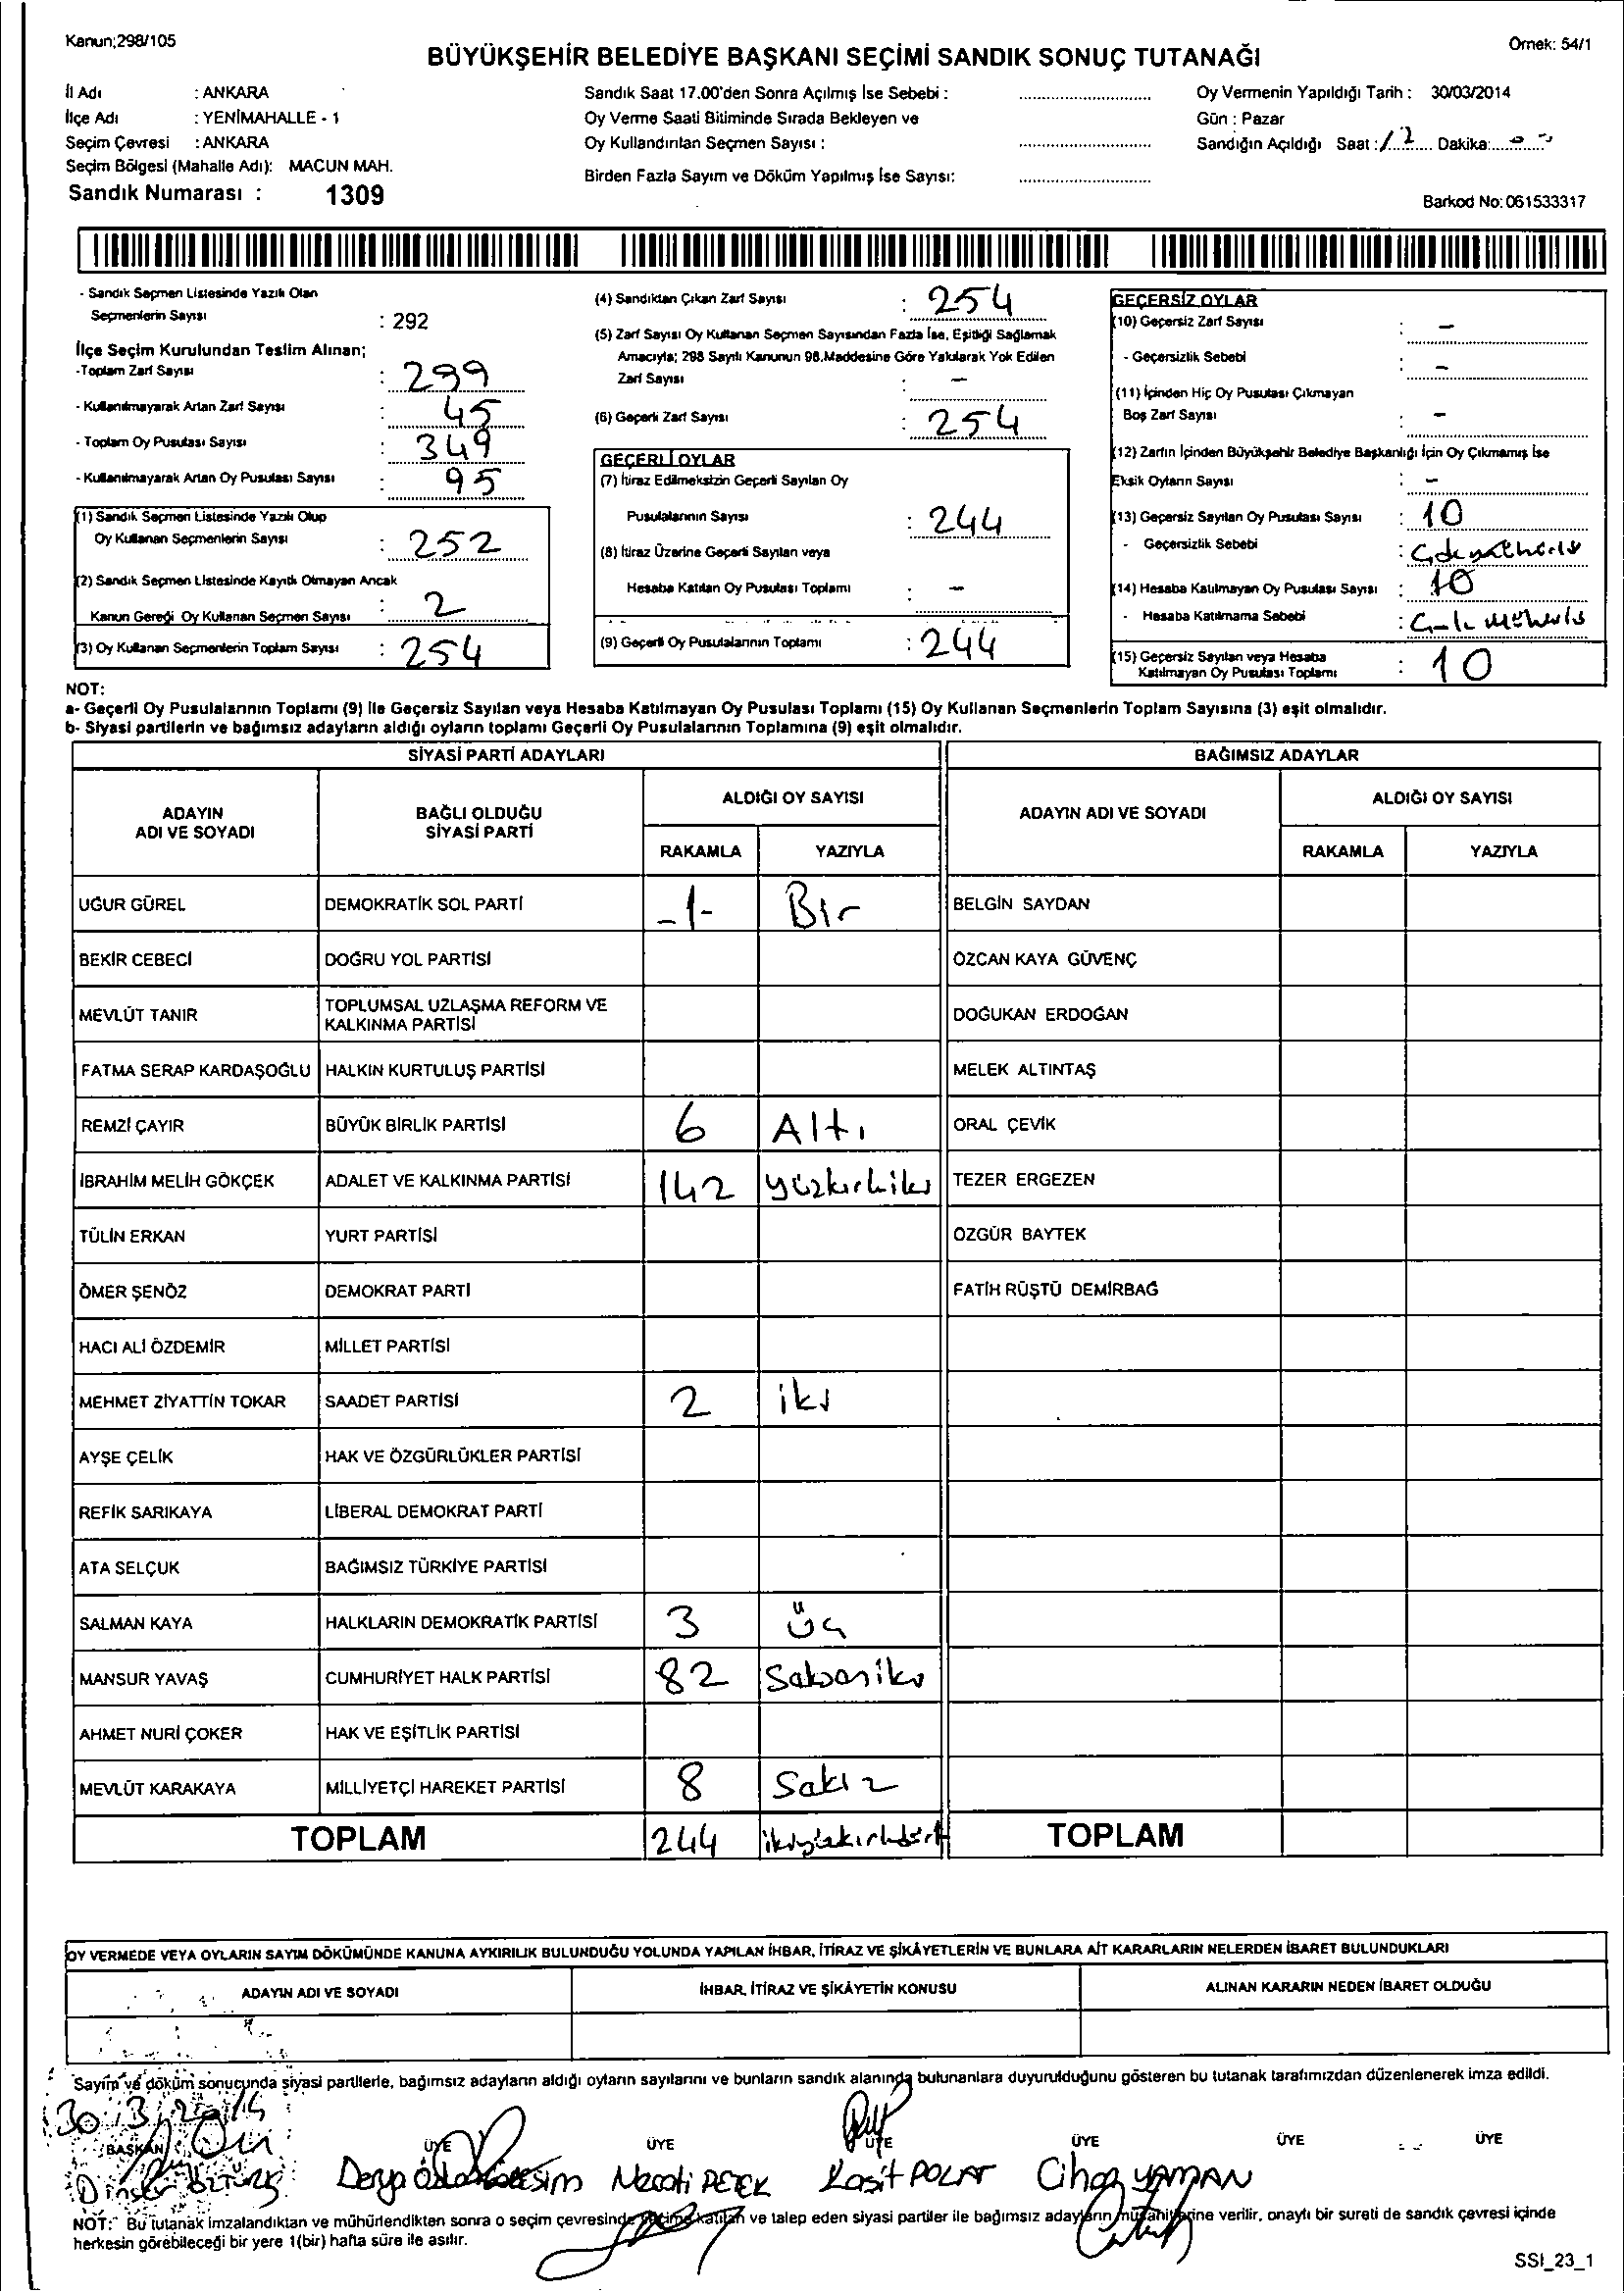 Kanun;298/105
Örnek: 54/1
BÜYÜKŞEHİR BELEDİYE BAŞKANI SEÇİMİ SANDIK SONUÇ TUTANAĞI
İl Adı : ANKARA
İlçe Adı : YENİMAHALLE - 1
Seçim Çevresi : ANKARA
Seçim Bölgesi (Mahalle Adı): MACUN MAH.
Sandık Numarası : 1309
Sandık Saat 17.00'den Sonra Açılmış İse Sebebi :
Oy Verme Saati Bitiminde Sırada Bekleyen ve
Oy Kullandırılan Seçmen Sayısı :
Birden Fazla Sayım ve Döküm Yapılmış İse Sayısı:
Oy Vermenin Yapıldığı Tarih : 30/03/2014
Gün : Pazar
Sandığın Açıldığı Saat : 12 Dakika:
Barkod No: 061533317
- Sandık Seçmen Listesinde Yazılı Olan
Seçmenlerin Sayısı : 292
İlçe Seçim Kurulundan Teslim Alınan;
-Toplam Zarf Sayısı : 299
- Kullanılmayarak Artan Zarf Sayısı : 45
- Toplam Oy Pusulası Sayısı : 349
- Kullanılmayarak Artan Oy Pusulası Sayısı : 95
(1) Sandık Seçmen Listesinde Yazılı Olup
Oy Kullanan Seçmenlerin Sayısı : 252
(2) Sandık Seçmen Listesinde Kayıtlı Olmayan Ancak
Kanun Gereği Oy Kullanan Seçmen Sayısı : 2
(3) Oy Kullanan Seçmenlerin Toplam Sayısı : 254
(4) Sandıktan Çıkan Zarf Sayısı : 254
(5) Zarf Sayısı Oy Kullanan Seçmen Sayısından Fazla İse, Eşitliği Sağlamak
Amacıyla; 298 Sayılı Kanunun 98.Maddesine Göre Yakılarak Yok Edilen
Zarf Sayısı : -
(6) Geçerli Zarf Sayısı : 254
GEÇERLİ OYLAR
(7) İtiraz Edilmeksizin Geçerli Sayılan Oy
Pusulalarının Sayısı : 244
(8) İtiraz Üzerine Geçerli Sayılan veya
Hesaba Katılan Oy Pusulası Toplamı : -
(9) Geçerli Oy Pusulalarının Toplamı : 244
GEÇERSİZ OYLAR
(10) Geçersiz Zarf Sayısı : -
- Geçersizlik Sebebi : -
(11) İçinden Hiç Oy Pusulası Çıkmayan
Boş Zarf Sayısı : -
(12) Zarfın İçinden Büyükşehir Belediye Başkanlığı İçin Oy Çıkmamış İse
Eksik Oyların Sayısı : -
(13) Geçersiz Sayılan Oy Pusulası Sayısı : 10
- Geçersizlik Sebebi :
(14) Hesaba Katılmayan Oy Pusulası Sayısı : 10
- Hesaba Katılmama Sebebi :
(15) Geçersiz Sayılan veya Hesaba
Katılmayan Oy Pusulası Toplamı : 10
NOT:
a- Geçerli Oy Pusulalarının Toplamı (9) ile Geçersiz Sayılan veya Hesaba Katılmayan Oy Pusulası Toplamı (15) Oy Kullanan Seçmenlerin Toplam Sayısına (3) eşit olmalıdır.
b- Siyasi partilerin ve bağımsız adayların aldığı oyların toplamı Geçerli Oy Pusulalarının Toplamına (9) eşit olmalıdır.
SİYASİ PARTİ ADAYLARI BAĞIMSIZ ADAYLAR
ADAYIN ADI VE SOYADI BAĞLI OLDUĞU SİYASİ PARTİ ALDIĞI OY SAYISI ADAYIN ADI VE SOYADI ALDIĞI OY SAYISI
RAKAMLA YAZIYLA RAKAMLA YAZIYLA
UĞUR GÜREL DEMOKRATİK SOL PARTİ -1- Bir BELGİN SAYDAN
BEKİR CEBECİ DOĞRU YOL PARTİSİ ÖZCAN KAYA GÜVENÇ
MEVLÜT TANIR TOPLUMSAL UZLAŞMA REFORM VE KALKINMA PARTİSİ DOĞUKAN ERDOĞAN
FATMA SERAP KARDAŞOĞLU HALKIN KURTULUŞ PARTİSİ MELEK ALTINTAŞ
REMZİ ÇAYIR BÜYÜK BİRLİK PARTİSİ 6 Altı ORAL ÇEVİK
İBRAHİM MELİH GÖKÇEK ADALET VE KALKINMA PARTİSİ 142 yüzkırkiki TEZER ERGEZEN
TÜLİN ERKAN YURT PARTİSİ ÖZGÜR BAYTEK
ÖMER ŞENÖZ DEMOKRAT PARTİ FATİH RÜŞTÜ DEMİRBAĞ
HACI ALİ ÖZDEMİR MİLLET PARTİSİ
MEHMET ZİYATTİN TOKAR SAADET PARTİSİ 2 iki
AYŞE ÇELİK HAK VE ÖZGÜRLÜKLER PARTİSİ
REFİK SARIKAYA LİBERAL DEMOKRAT PARTİ
ATA SELÇUK BAĞIMSIZ TÜRKİYE PARTİSİ
SALMAN KAYA HALKLARIN DEMOKRATİK PARTİSİ 3 üç
MANSUR YAVAŞ CUMHURİYET HALK PARTİSİ 82 Sekseniki
AHMET NURİ ÇOKER HAK VE EŞİTLİK PARTİSİ
MEVLÜT KARAKAYA MİLLİYETÇİ HAREKET PARTİSİ 8 Sekiz
TOPLAM 244 ikiyüzkırkdört TOPLAM
OY VERMEDE VEYA OYLARIN SAYIM DÖKÜMÜNDE KANUNA AYKIRILIK BULUNDUĞU YOLUNDA YAPILAN İHBAR, İTİRAZ VE ŞİKÂYETLERİN VE BUNLARA AİT KARARLARIN NELERDEN İBARET BULUNDUKLARI
ADAYIN ADI VE SOYADI İHBAR, İTİRAZ VE ŞİKÂYETİN KONUSU ALINAN KARARIN NEDEN İBARET OLDUĞU
Sayım ve döküm sonucunda siyasi partilerle, bağımsız adayların aldığı oyların sayılarını ve bunların sandık alanında bulunanlara duyurulduğunu gösteren bu tutanak tarafımızdan düzenlenerek imza edildi.
30/3/2014
BAŞKAN ÜYE ÜYE ÜYE ÜYE ÜYE ÜYE
Dinçer ÖZTÜRK Derya Necati PETEK Raşit POLAT Cihan YAMAN
NOT: Bu tutanak imzalandıktan ve mühürlendikten sonra o seçim çevresinde seçime katılan ve talep eden siyasi partiler ile bağımsız adayların müşahitlerine verilir, onaylı bir sureti de sandık çevresi içinde
herkesin görebileceği bir yere 1(bir) hafta süre ile asılır.
SSI_23_1